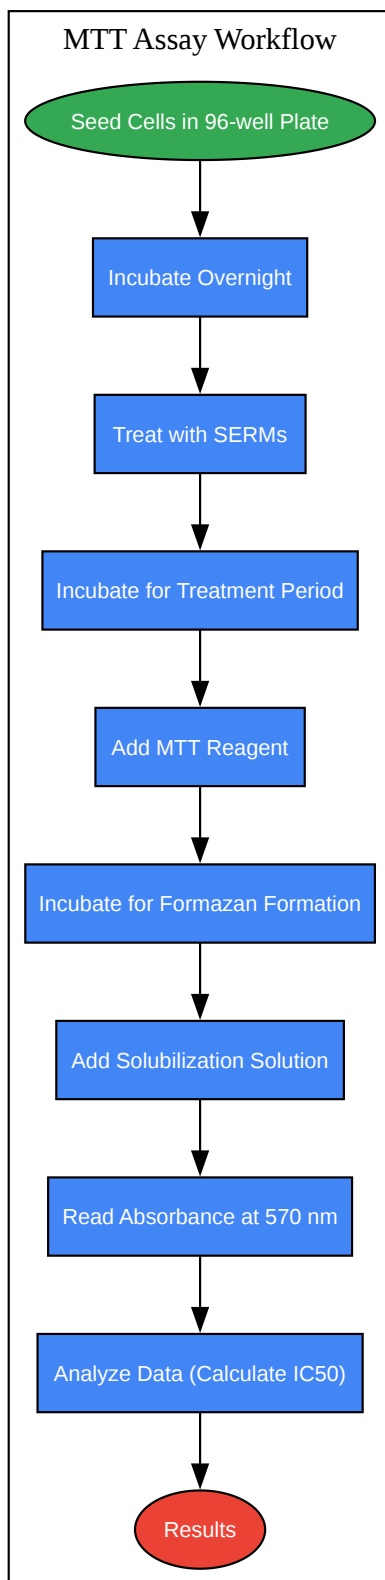 MTT Assay Workflow
Seed Cells in 96-well Plate
Incubate Overnight
Treat with SERMs
Incubate for Treatment Period
Add MTT Reagent
Incubate for Formazan Formation
Add Solubilization Solution
Read Absorbance at 570 nm
Analyze Data (Calculate IC50)
Results